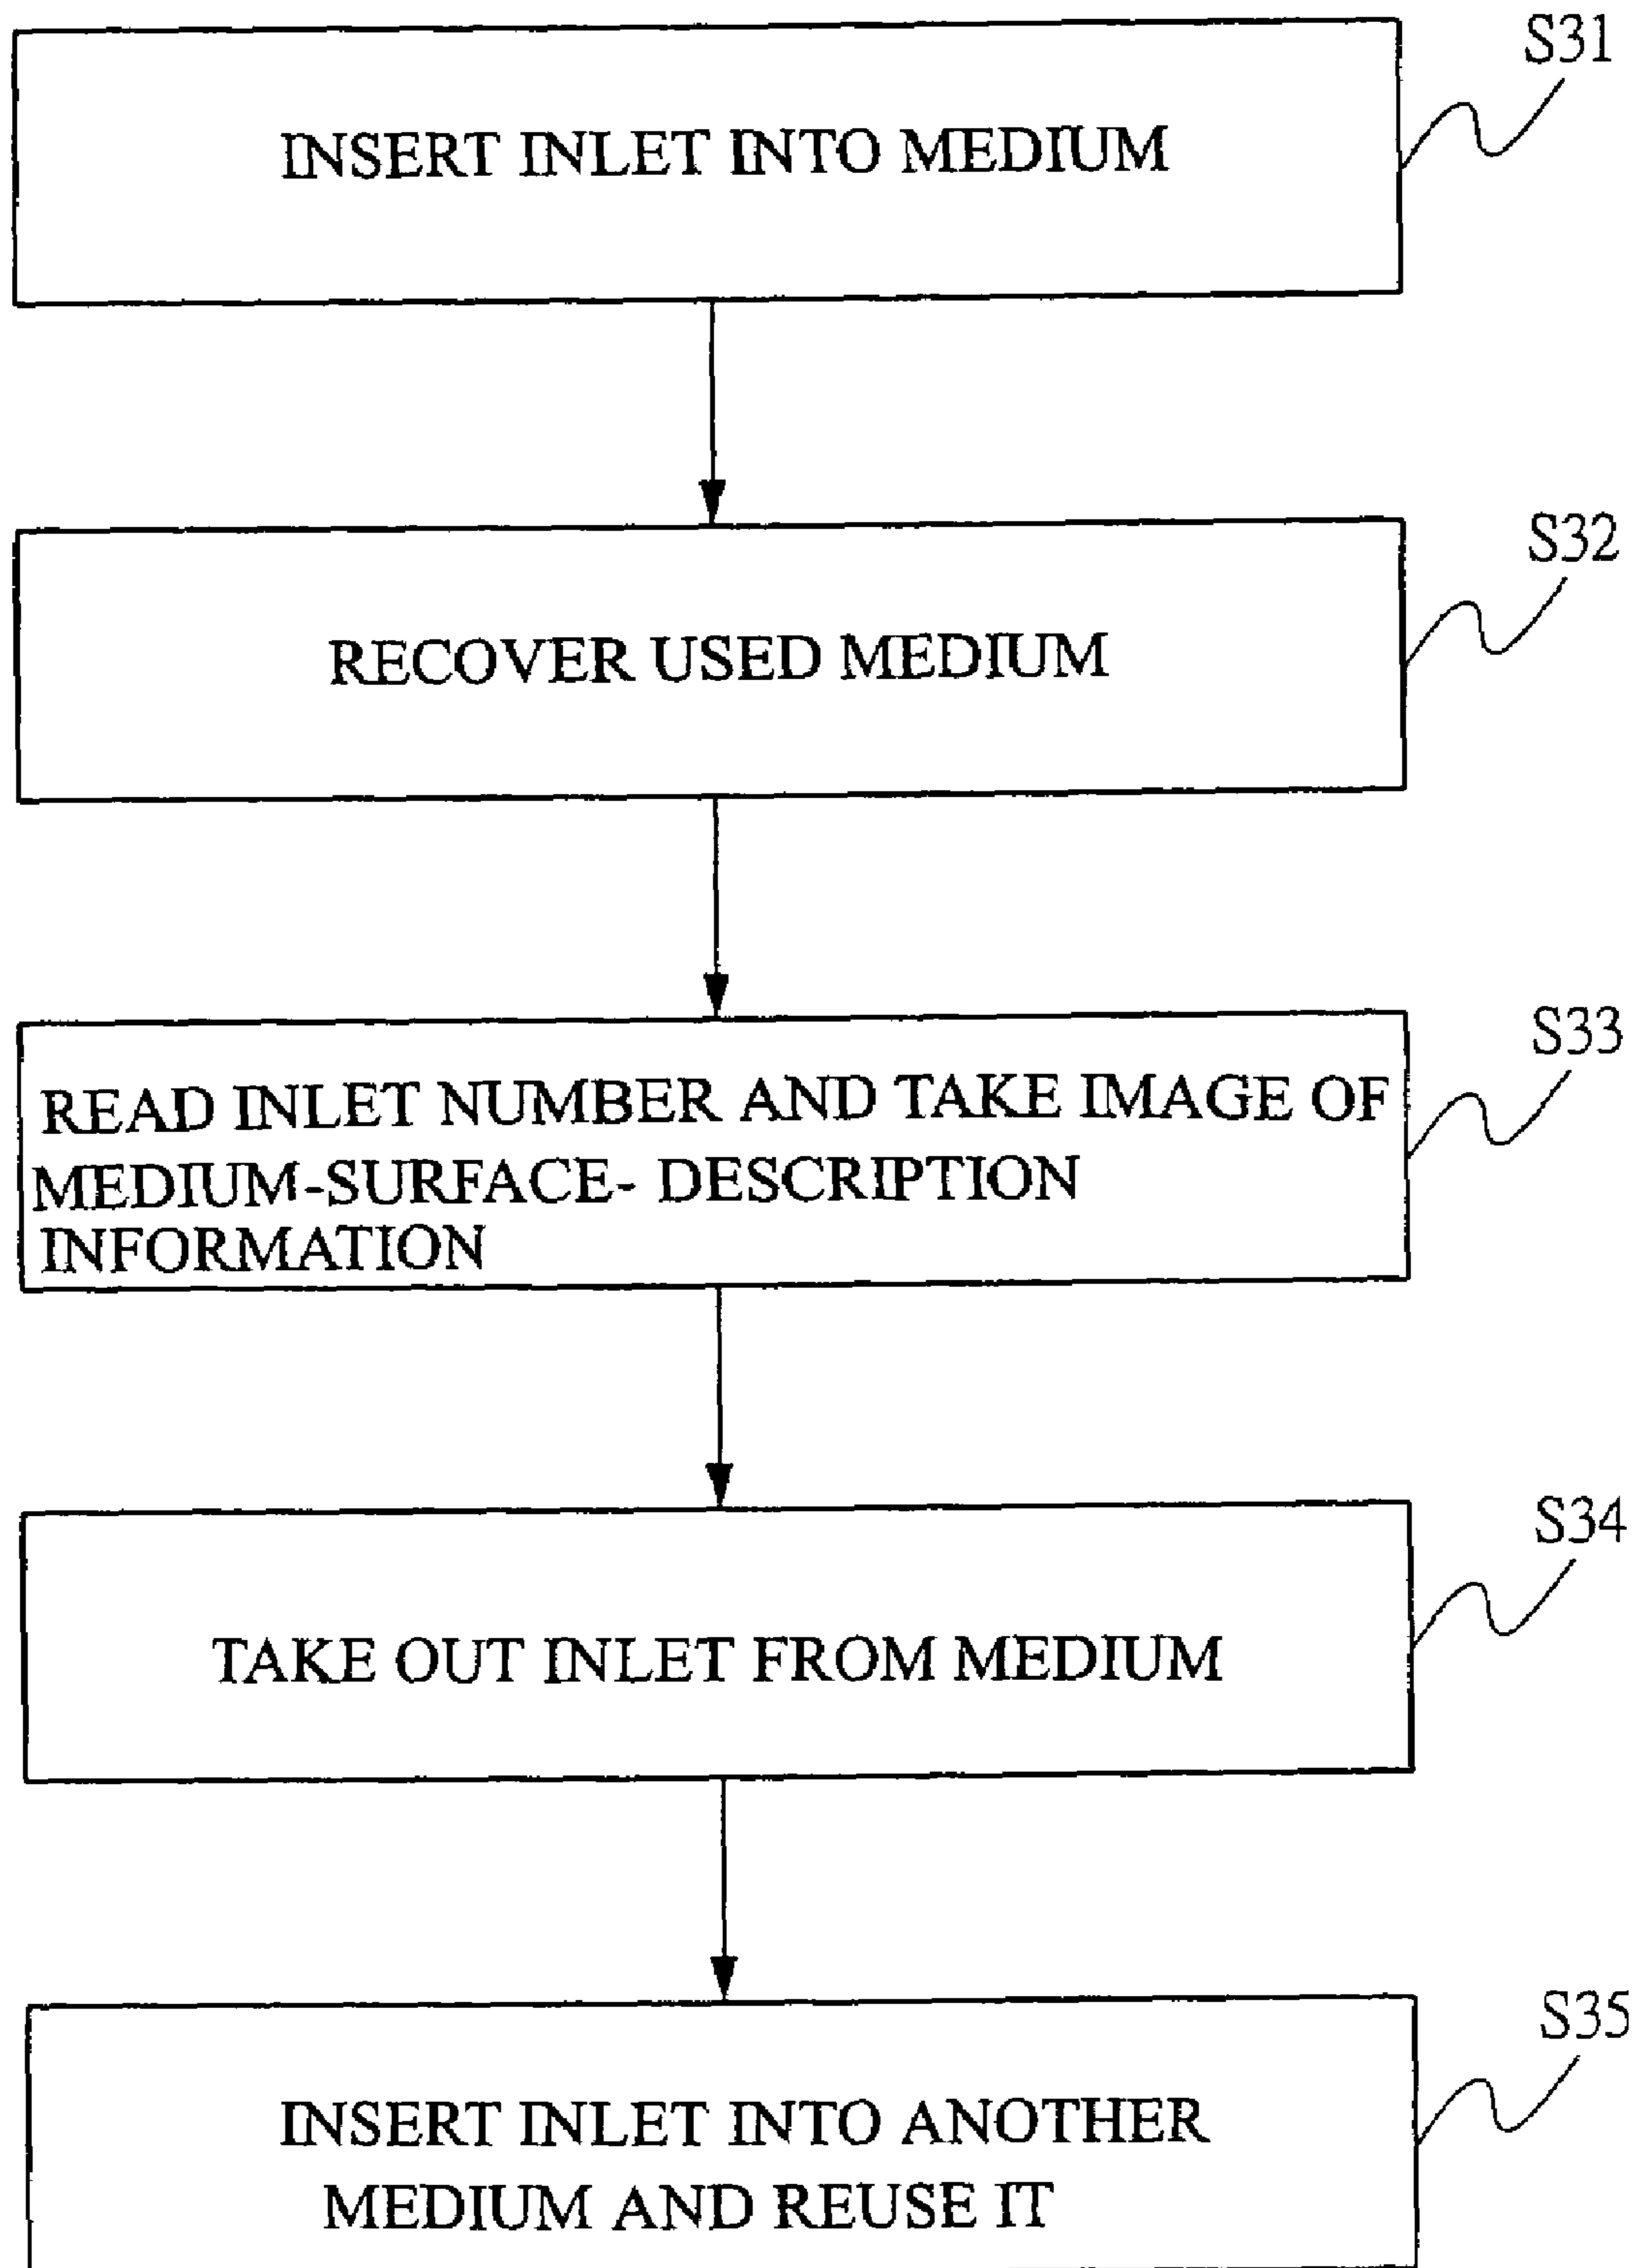 S31
INSERT INLET INTO MEDIUM
S32
RECOVER USED MEDIUM
S33
READ INLET NUMBER AND TAKE IMAGE OF
MEDIUM-SURFACE- DESCRIPTION
INFORMATION
S34
TAKE OUT INLET FROM MEDIUM
S35
INSERT INLET INTO ANOTHER
MEDIUM AND REUSE IT